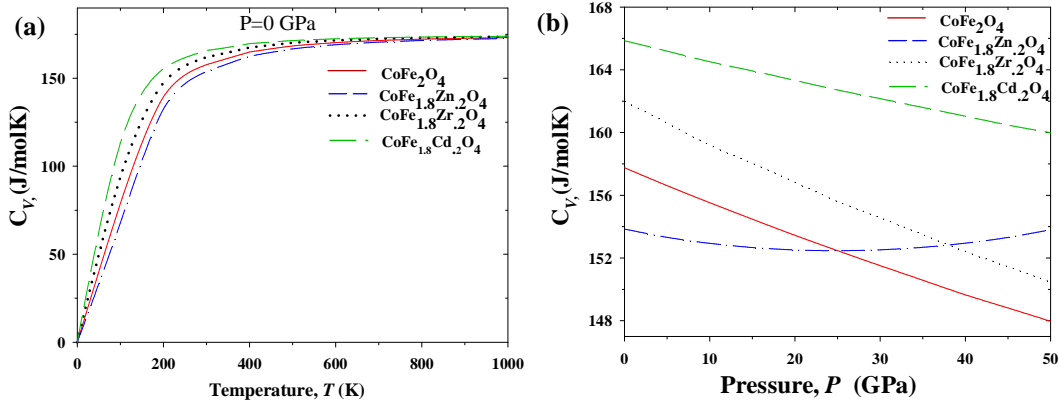 (a)
P=0 GPa
C_V, (J/molK)
150
100
50
0
0
200
400
600
800
1000
Temperature, T (K)
CoFe2O4
CoFe1.8Zn.2O4
CoFe1.8Zr.2O4
CoFe1.8Cd.2O4
(b)
C_V, (J/molK)
168
164
160
156
152
148
0
10
20
30
40
50
Pressure, P (GPa)
CoFe2O4
CoFe1.8Zn.2O4
CoFe1.8Zr.2O4
CoFe1.8Cd.2O4